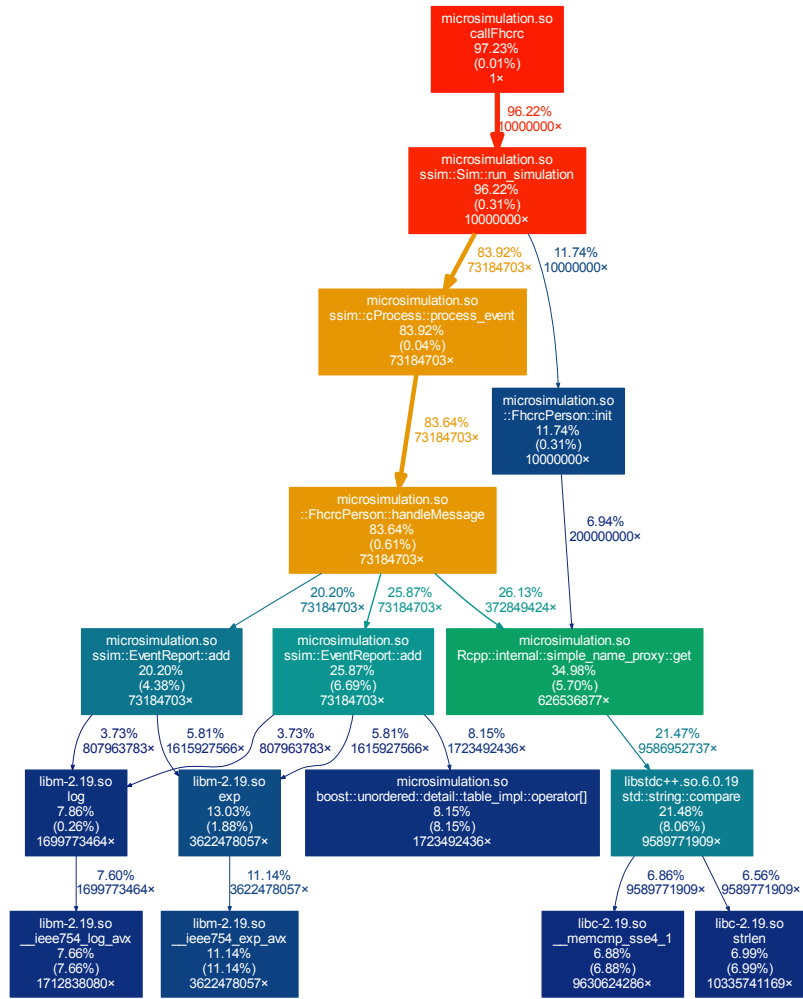 microsimulation.so
callFhcrc
97.23%
(0.01%)
1×
96.22%
10000000×
microsimulation.so
ssim::Sim::run_simulation
96.22%
(0.31%)
10000000×
83.92%
73184703×
11.74%
10000000×
microsimulation.so
ssim::cProcess::process_event
83.92%
(0.04%)
73184703×
83.64%
73184703×
microsimulation.so
::FhcrcPerson::init
11.74%
(0.31%)
10000000×
6.94%
200000000×
microsimulation.so
::FhcrcPerson::handleMessage
83.64%
(0.61%)
73184703×
20.20%
73184703×
25.87%
73184703×
26.13%
372849424×
microsimulation.so
ssim::EventReport::add
20.20%
(4.38%)
73184703×
microsimulation.so
ssim::EventReport::add
25.87%
(6.69%)
73184703×
microsimulation.so
Rcpp::internal::simple_name_proxy::get
34.98%
(5.70%)
626536877×
3.73%
807963783×
5.81%
1615927566×
3.73%
807963783×
5.81%
1615927566×
8.15%
1723492436×
21.47%
9586952737×
libm-2.19.so
log
7.86%
(0.26%)
1699773464×
libm-2.19.so
exp
13.03%
(1.88%)
3622478057×
microsimulation.so
boost::unordered::detail::table_impl::operator[]
8.15%
(8.15%)
1723492436×
libstdc++.so.6.0.19
std::string::compare
21.48%
(8.06%)
9589771909×
7.60%
1699773464×
11.14%
3622478057×
6.86%
9589771909×
6.56%
9589771909×
libm-2.19.so
__ieee754_log_avx
7.66%
(7.66%)
1712838080×
libm-2.19.so
__ieee754_exp_avx
11.14%
(11.14%)
3622478057×
libc-2.19.so
__memcmp_sse4_1
6.88%
(6.88%)
9630624286×
libc-2.19.so
strlen
6.99%
(6.99%)
10335741169×